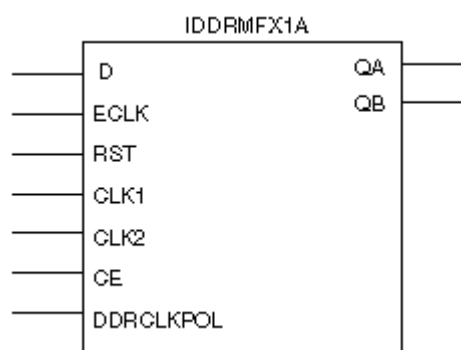 IDDRMFX1A
D
QA
ECLK
QB
RST
CLK1
CLK2
CE
DDRCLKPOL